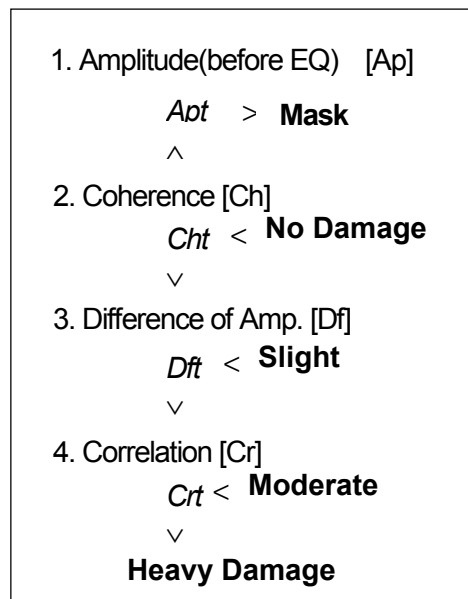 1. Amplitude(before EQ) [Ap]
Apt > Mask
^
2. Coherence [Ch]
Cht < No Damage
v
3. Difference of Amp. [Df]
Dft < Slight
v
4. Correlation [Cr]
Crt < Moderate
v
Heavy Damage